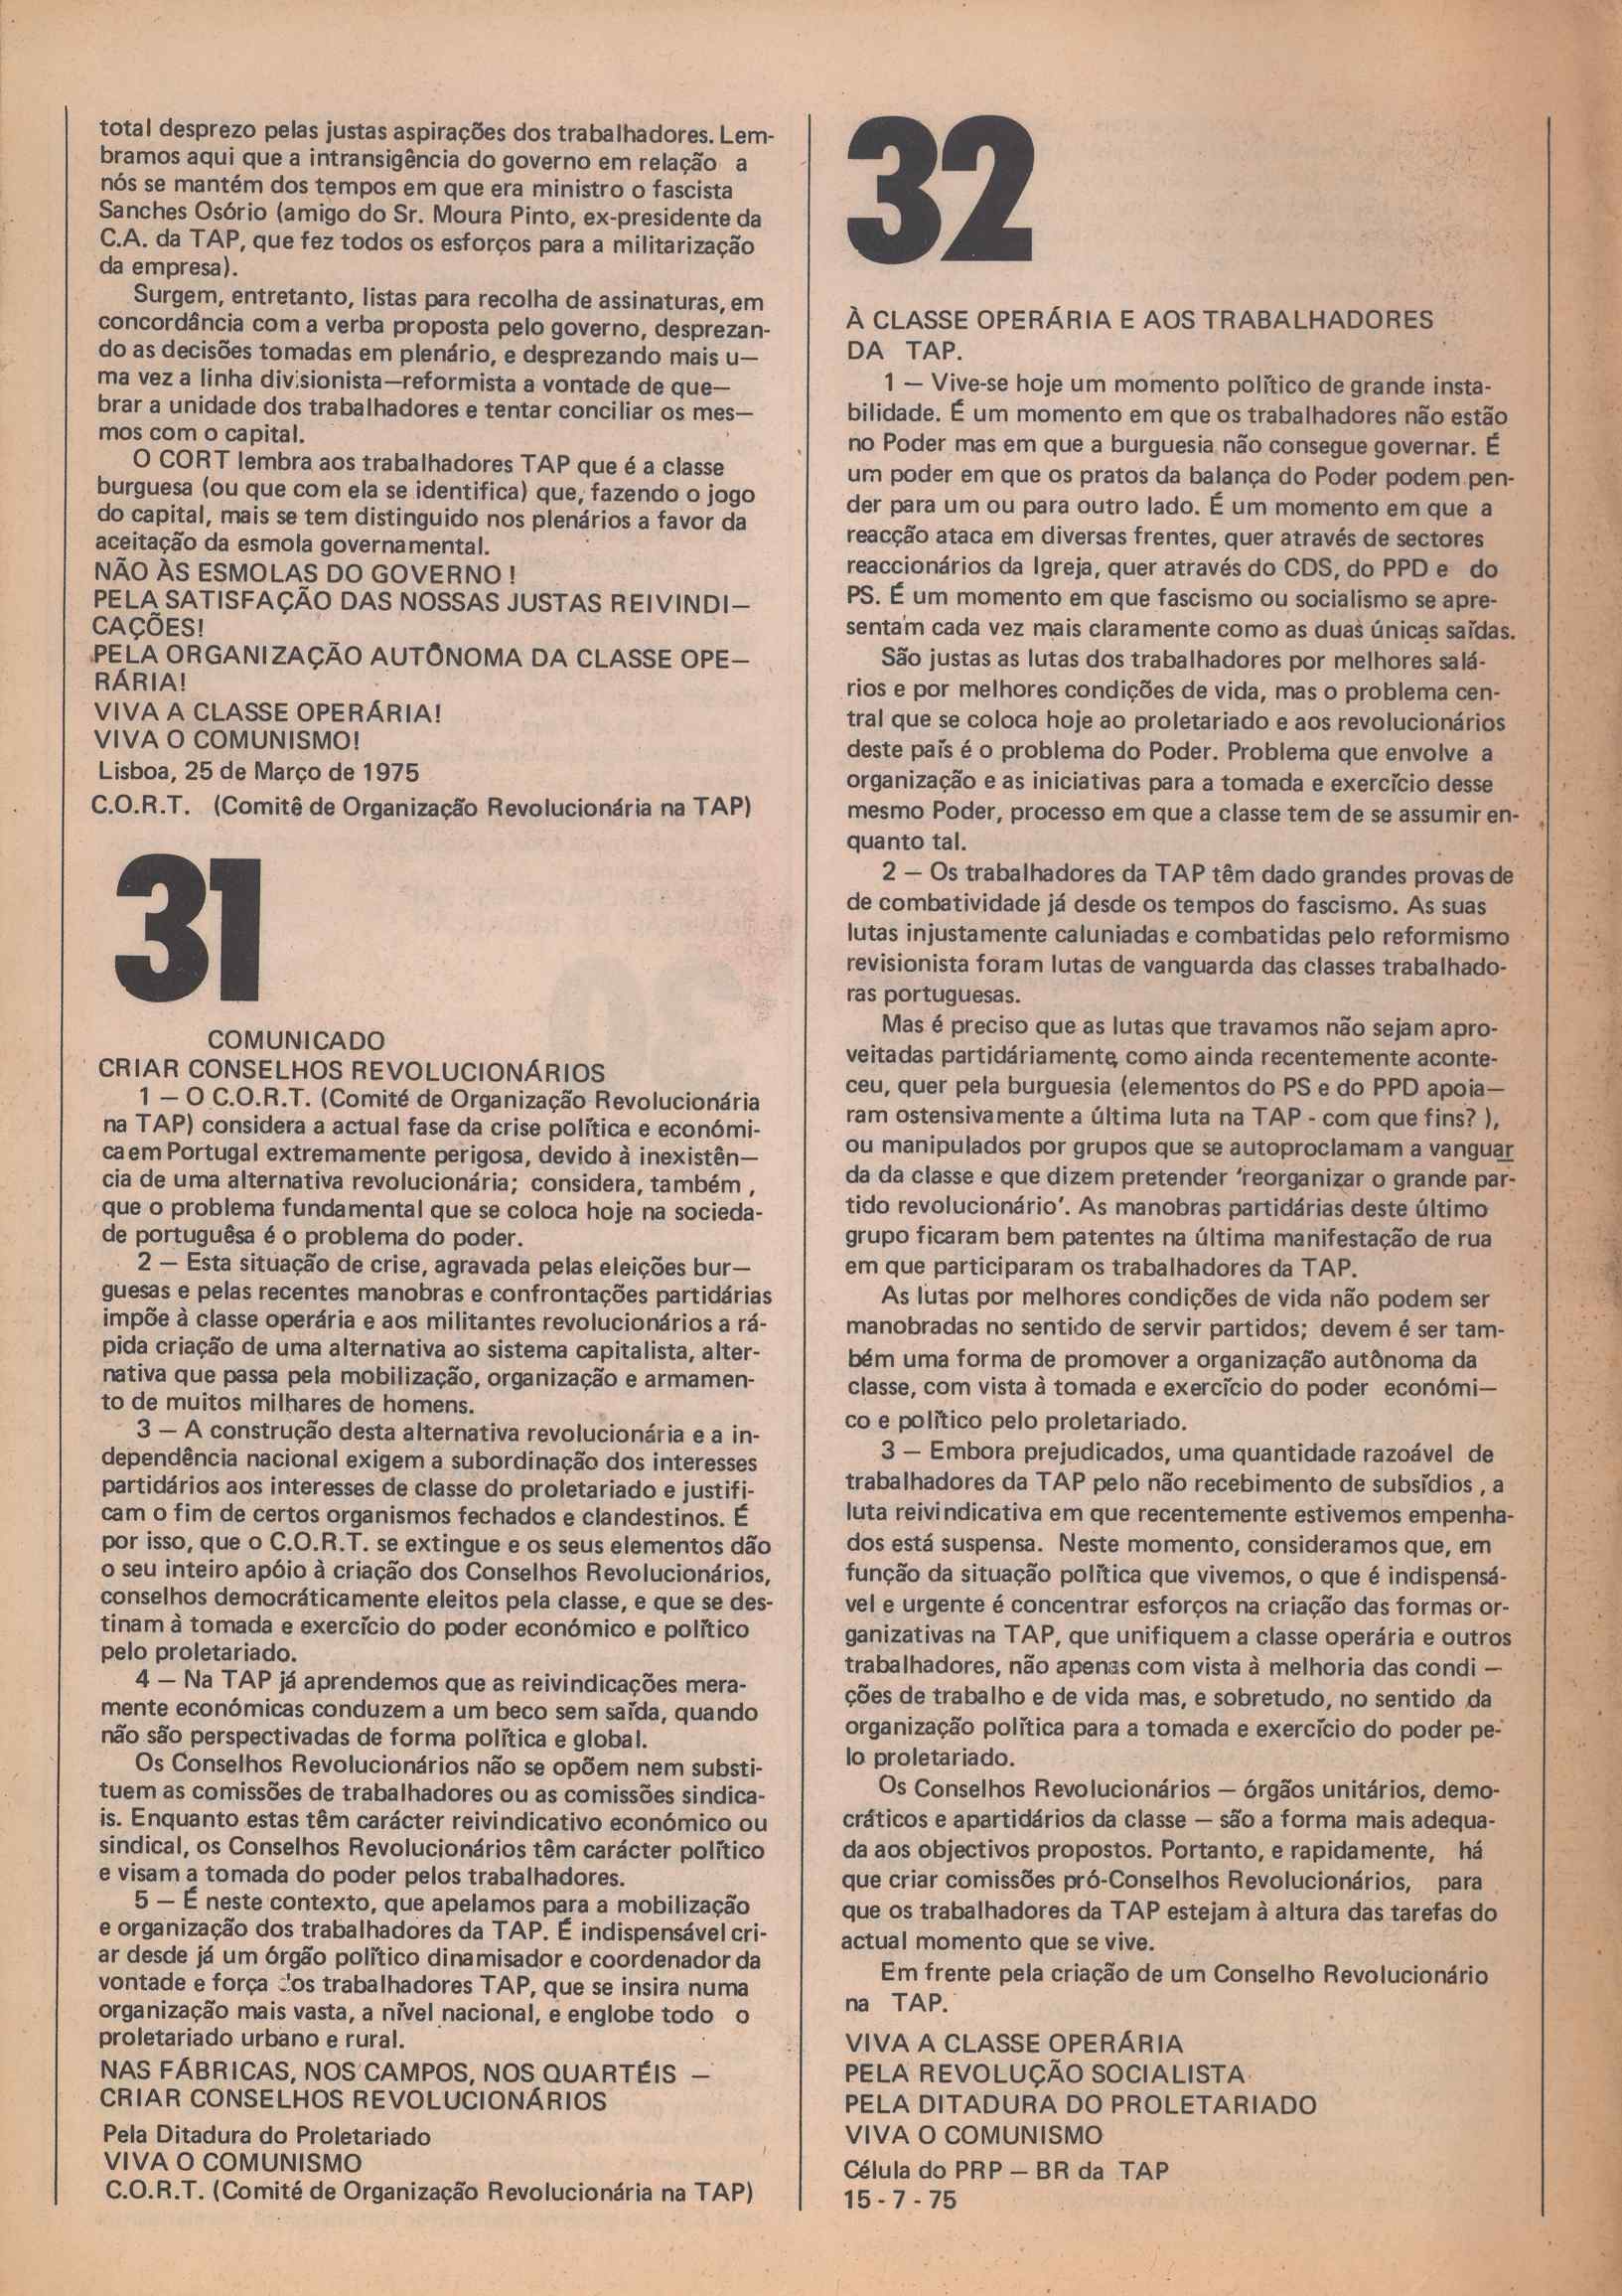 total desprezo pelas justas aspirações dos trabalhadores. Lem-
bramos aqui que a intransigência do governo em relação a
nós se mantém dos tempos em que era ministro o fascista
Sanches Osório (amigo do Sr. Moura Pinto, ex-presidente da
C.A. da TAP, que fez todos os esforços para a militarização
da empresa).
Surgem, entretanto, listas para recolha de assinaturas, em
concordância com a verba proposta pelo governo, desprezan-
do as decisões tomadas em plenário, e desprezando mais u—
ma vez a linha divisionista—reformista a vontade de que—
brar a unidade dos trabalhadores e tentar conciliar os mes—
mos com o capital.
O CORT lembra aos trabalhadores TAP que é a classe
burguesa (ou que com ela se identifica) que, fazendo o jogo
do capital, mais se tem distinguido nos plenários a favor da
aceitação da esmola governamental.
NÃO ÀS ESMOLAS DO GOVERNO !
PELA SATISFAÇÃO DAS NOSSAS JUSTAS REIVINDI—
CAÇÕES!
PELA ORGANIZAÇÃO AUTÔNOMA DA CLASSE OPE—
RÁRIA!
VIVA A CLASSE OPERÁRIA!
VIVA O COMUNISMO!
Lisboa, 25 de Março de 1975
C.O.R.T. (Comitê de Organização Revolucionária na TAP)
31
COMUNICADO
CRIAR CONSELHOS REVOLUCIONÁRIOS
1 — O C.O.R.T. (Comité de Organização Revolucionária
na TAP) considera a actual fase da crise política e económi-
ca em Portugal extremamente perigosa, devido à inexistên—
cia de uma alternativa revolucionária; considera, também ,
que o problema fundamental que se coloca hoje na socieda-
de portuguêsa é o problema do poder.
2 — Esta situação de crise, agravada pelas eleições bur—
guesas e pelas recentes manobras e confrontações partidárias
impõe à classe operária e aos militantes revolucionários a rá-
pida criação de uma alternativa ao sistema capitalista, alter-
nativa que passa pela mobilização, organização e armamen-
to de muitos milhares de homens.
3 — A construção desta alternativa revolucionária e a in-
dependência nacional exigem a subordinação dos interesses
partidários aos interesses de classe do proletariado e justifi-
cam o fim de certos organismos fechados e clandestinos. É
por isso, que o C.O.R.T. se extingue e os seus elementos dão
o seu inteiro apóio à criação dos Conselhos Revolucionários,
conselhos democráticamente eleitos pela classe, e que se des-
tinam à tomada e exercício do poder económico e político
pelo proletariado.
4 — Na TAP já aprendemos que as reivindicações mera-
mente económicas conduzem a um beco sem saída, quando
não são perspectivadas de forma política e global.
Os Conselhos Revolucionários não se opõem nem substi-
tuem as comissões de trabalhadores ou as comissões sindica-
is. Enquanto estas têm carácter reivindicativo económico ou
sindical, os Conselhos Revolucionários têm carácter político
e visam a tomada do poder pelos trabalhadores.
5 — É neste contexto, que apelamos para a mobilização
e organização dos trabalhadores da TAP. É indispensável cri-
ar desde já um órgão político dinamisador e coordenador da
vontade e força dos trabalhadores TAP, que se insira numa
organização mais vasta, a nível nacional, e englobe todo o
proletariado urbano e rural.
NAS FÁBRICAS, NOS CAMPOS, NOS QUARTÉIS —
CRIAR CONSELHOS REVOLUCIONÁRIOS
Pela Ditadura do Proletariado
VIVA O COMUNISMO
C.O.R.T. (Comité de Organização Revolucionária na TAP)
32
À CLASSE OPERÁRIA E AOS TRABALHADORES
DA TAP.
1 — Vive-se hoje um momento político de grande insta-
bilidade. É um momento em que os trabalhadores não estão
no Poder mas em que a burguesia não consegue governar. É
um poder em que os pratos da balança do Poder podem pen-
der para um ou para outro lado. É um momento em que a
reacção ataca em diversas frentes, quer através de sectores
reaccionários da Igreja, quer através do CDS, do PPD e do
PS. É um momento em que fascismo ou socialismo se apre-
sentam cada vez mais claramente como as duas únicas saídas.
São justas as lutas dos trabalhadores por melhores salá-
rios e por melhores condições de vida, mas o problema cen-
tral que se coloca hoje ao proletariado e aos revolucionários
deste país é o problema do Poder. Problema que envolve a
organização e as iniciativas para a tomada e exercício desse
mesmo Poder, processo em que a classe tem de se assumir en-
quanto tal.
2 — Os trabalhadores da TAP têm dado grandes provas de
de combatividade já desde os tempos do fascismo. As suas
lutas injustamente caluniadas e combatidas pelo reformismo
revisionista foram lutas de vanguarda das classes trabalhado-
ras portuguesas.
Mas é preciso que as lutas que travamos não sejam apro-
veitadas partidáriamente, como ainda recentemente aconte-
ceu, quer pela burguesia (elementos do PS e do PPD apoia—
ram ostensivamente a última luta na TAP - com que fins? ),
ou manipulados por grupos que se autoproclamam a vanguar
da da classe e que dizem pretender 'reorganizar o grande par-
tido revolucionário'. As manobras partidárias deste último
grupo ficaram bem patentes na última manifestação de rua
em que participaram os trabalhadores da TAP.
As lutas por melhores condições de vida não podem ser
manobradas no sentido de servir partidos; devem é ser tam-
bém uma forma de promover a organização autônoma da
classe, com vista à tomada e exercício do poder económi—
co e político pelo proletariado.
3 — Embora prejudicados, uma quantidade razoável de
trabalhadores da TAP pelo não recebimento de subsídios , a
luta reivindicativa em que recentemente estivemos empenha-
dos está suspensa. Neste momento, consideramos que, em
função da situação política que vivemos, o que é indispensá-
vel e urgente é concentrar esforços na criação das formas or-
ganizativas na TAP, que unifiquem a classe operária e outros
trabalhadores, não apenas com vista à melhoria das condi —
ções de trabalho e de vida mas, e sobretudo, no sentido da
organização política para a tomada e exercício do poder pe-
lo proletariado.
Os Conselhos Revolucionários — órgãos unitários, demo-
cráticos e apartidários da classe — são a forma mais adequa-
da aos objectivos propostos. Portanto, e rapidamente, há
que criar comissões pró-Conselhos Revolucionários, para
que os trabalhadores da TAP estejam à altura das tarefas do
actual momento que se vive.
Em frente pela criação de um Conselho Revolucionário
na TAP.
VIVA A CLASSE OPERÁRIA
PELA REVOLUÇÃO SOCIALISTA
PELA DITADURA DO PROLETARIADO
VIVA O COMUNISMO
Célula do PRP — BR da TAP
15 - 7 - 75